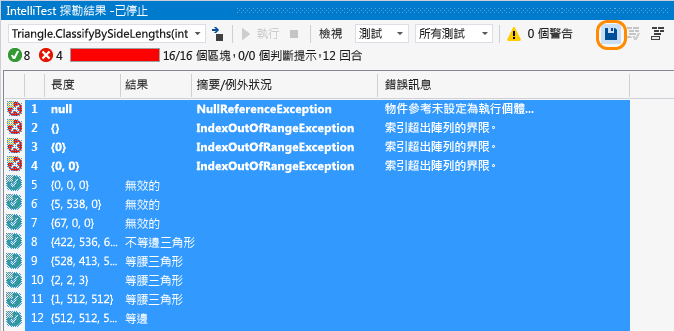 IntelliTest 探勘結果 -已停止
Triangle.ClassifyBySideLengths(int 執行 檢視 測試 所有測試 0 個警告
8 4 16/16 個區塊, 0/0 個判斷提示, 12 回合
長度 結果 摘要/例外狀況 錯誤訊息
1 null NullReferenceException 物件參考未設定為執行個體...
2 {} IndexOutOfRangeException 索引超出陣列的界限。
3 {0} IndexOutOfRangeException 索引超出陣列的界限。
4 {0, 0} IndexOutOfRangeException 索引超出陣列的界限。
5 {0, 0, 0} 無效的
6 {5, 538, 0} 無效的
7 {67, 0, 0} 無效的
8 {422, 536, 6... 不等邊三角形
9 {528, 413, 5... 等腰三角形
10 {2, 2, 3} 等腰三角形
11 {1, 512, 512} 等腰三角形
12 {512, 512, 5... 等邊